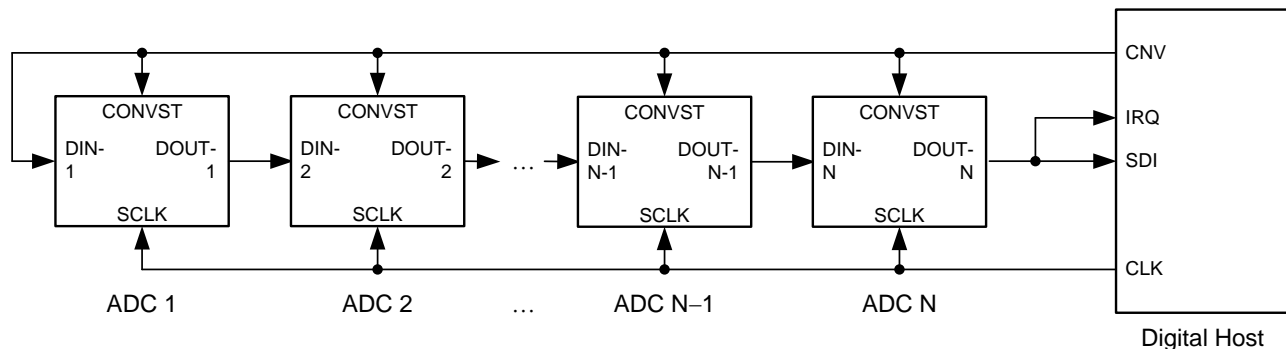 CNV
CONVST CONVST CONVST CONVST
IRQ
DIN-1 DOUT-1 DIN-2 DOUT-2 … DIN-N-1 DOUT-N-1 DIN-N DOUT-N SDI
SCLK SCLK SCLK SCLK
CLK
ADC 1 ADC 2 … ADC N–1 ADC N
Digital Host